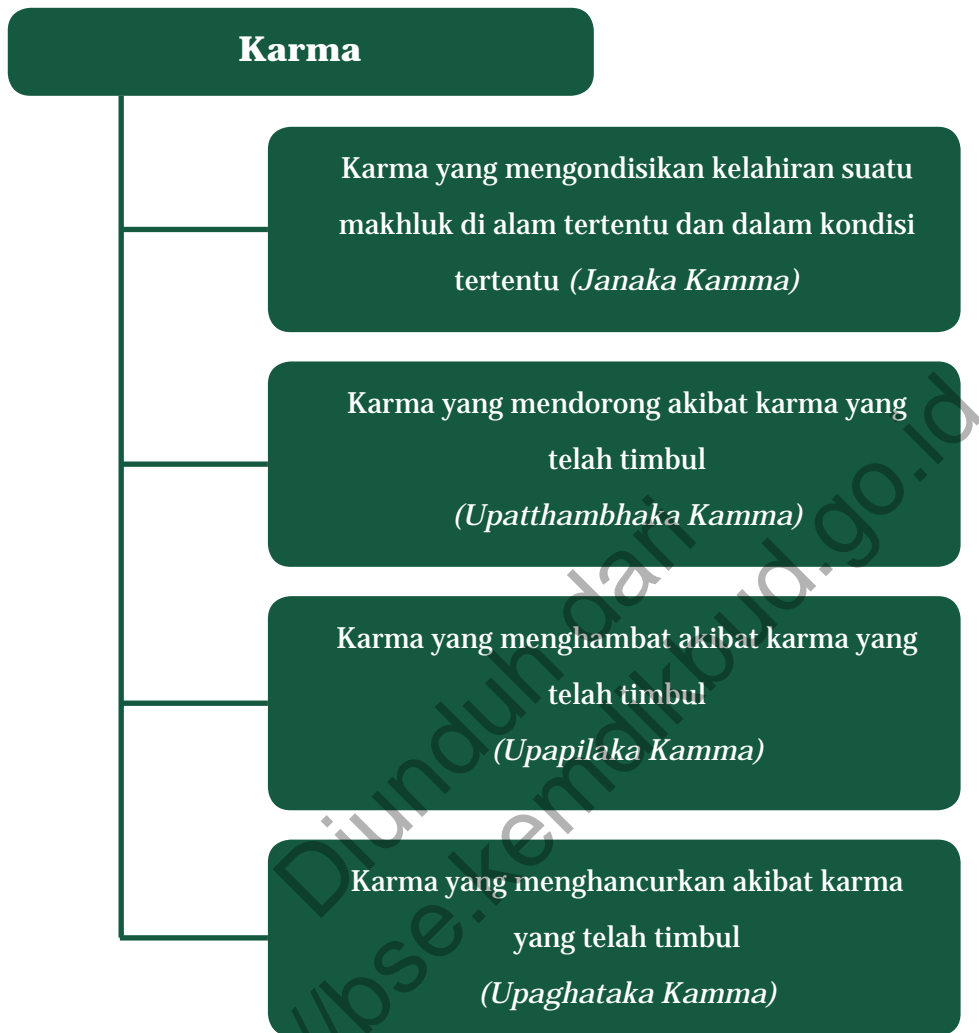 Karma
Karma yang mengondisikan kelahiran suatu
makhluk di alam tertentu dan dalam kondisi
tertentu (Janaka Kamma)
Karma yang mendorong akibat karma yang
telah timbul
(Upatthambhaka Kamma)
Karma yang menghambat akibat karma yang
telah timbul
(Upapilaka Kamma)
Karma yang menghancurkan akibat karma
yang telah timbul
(Upaghataka Kamma)
Diunduh dari
//bse.kemdikbud.go.id